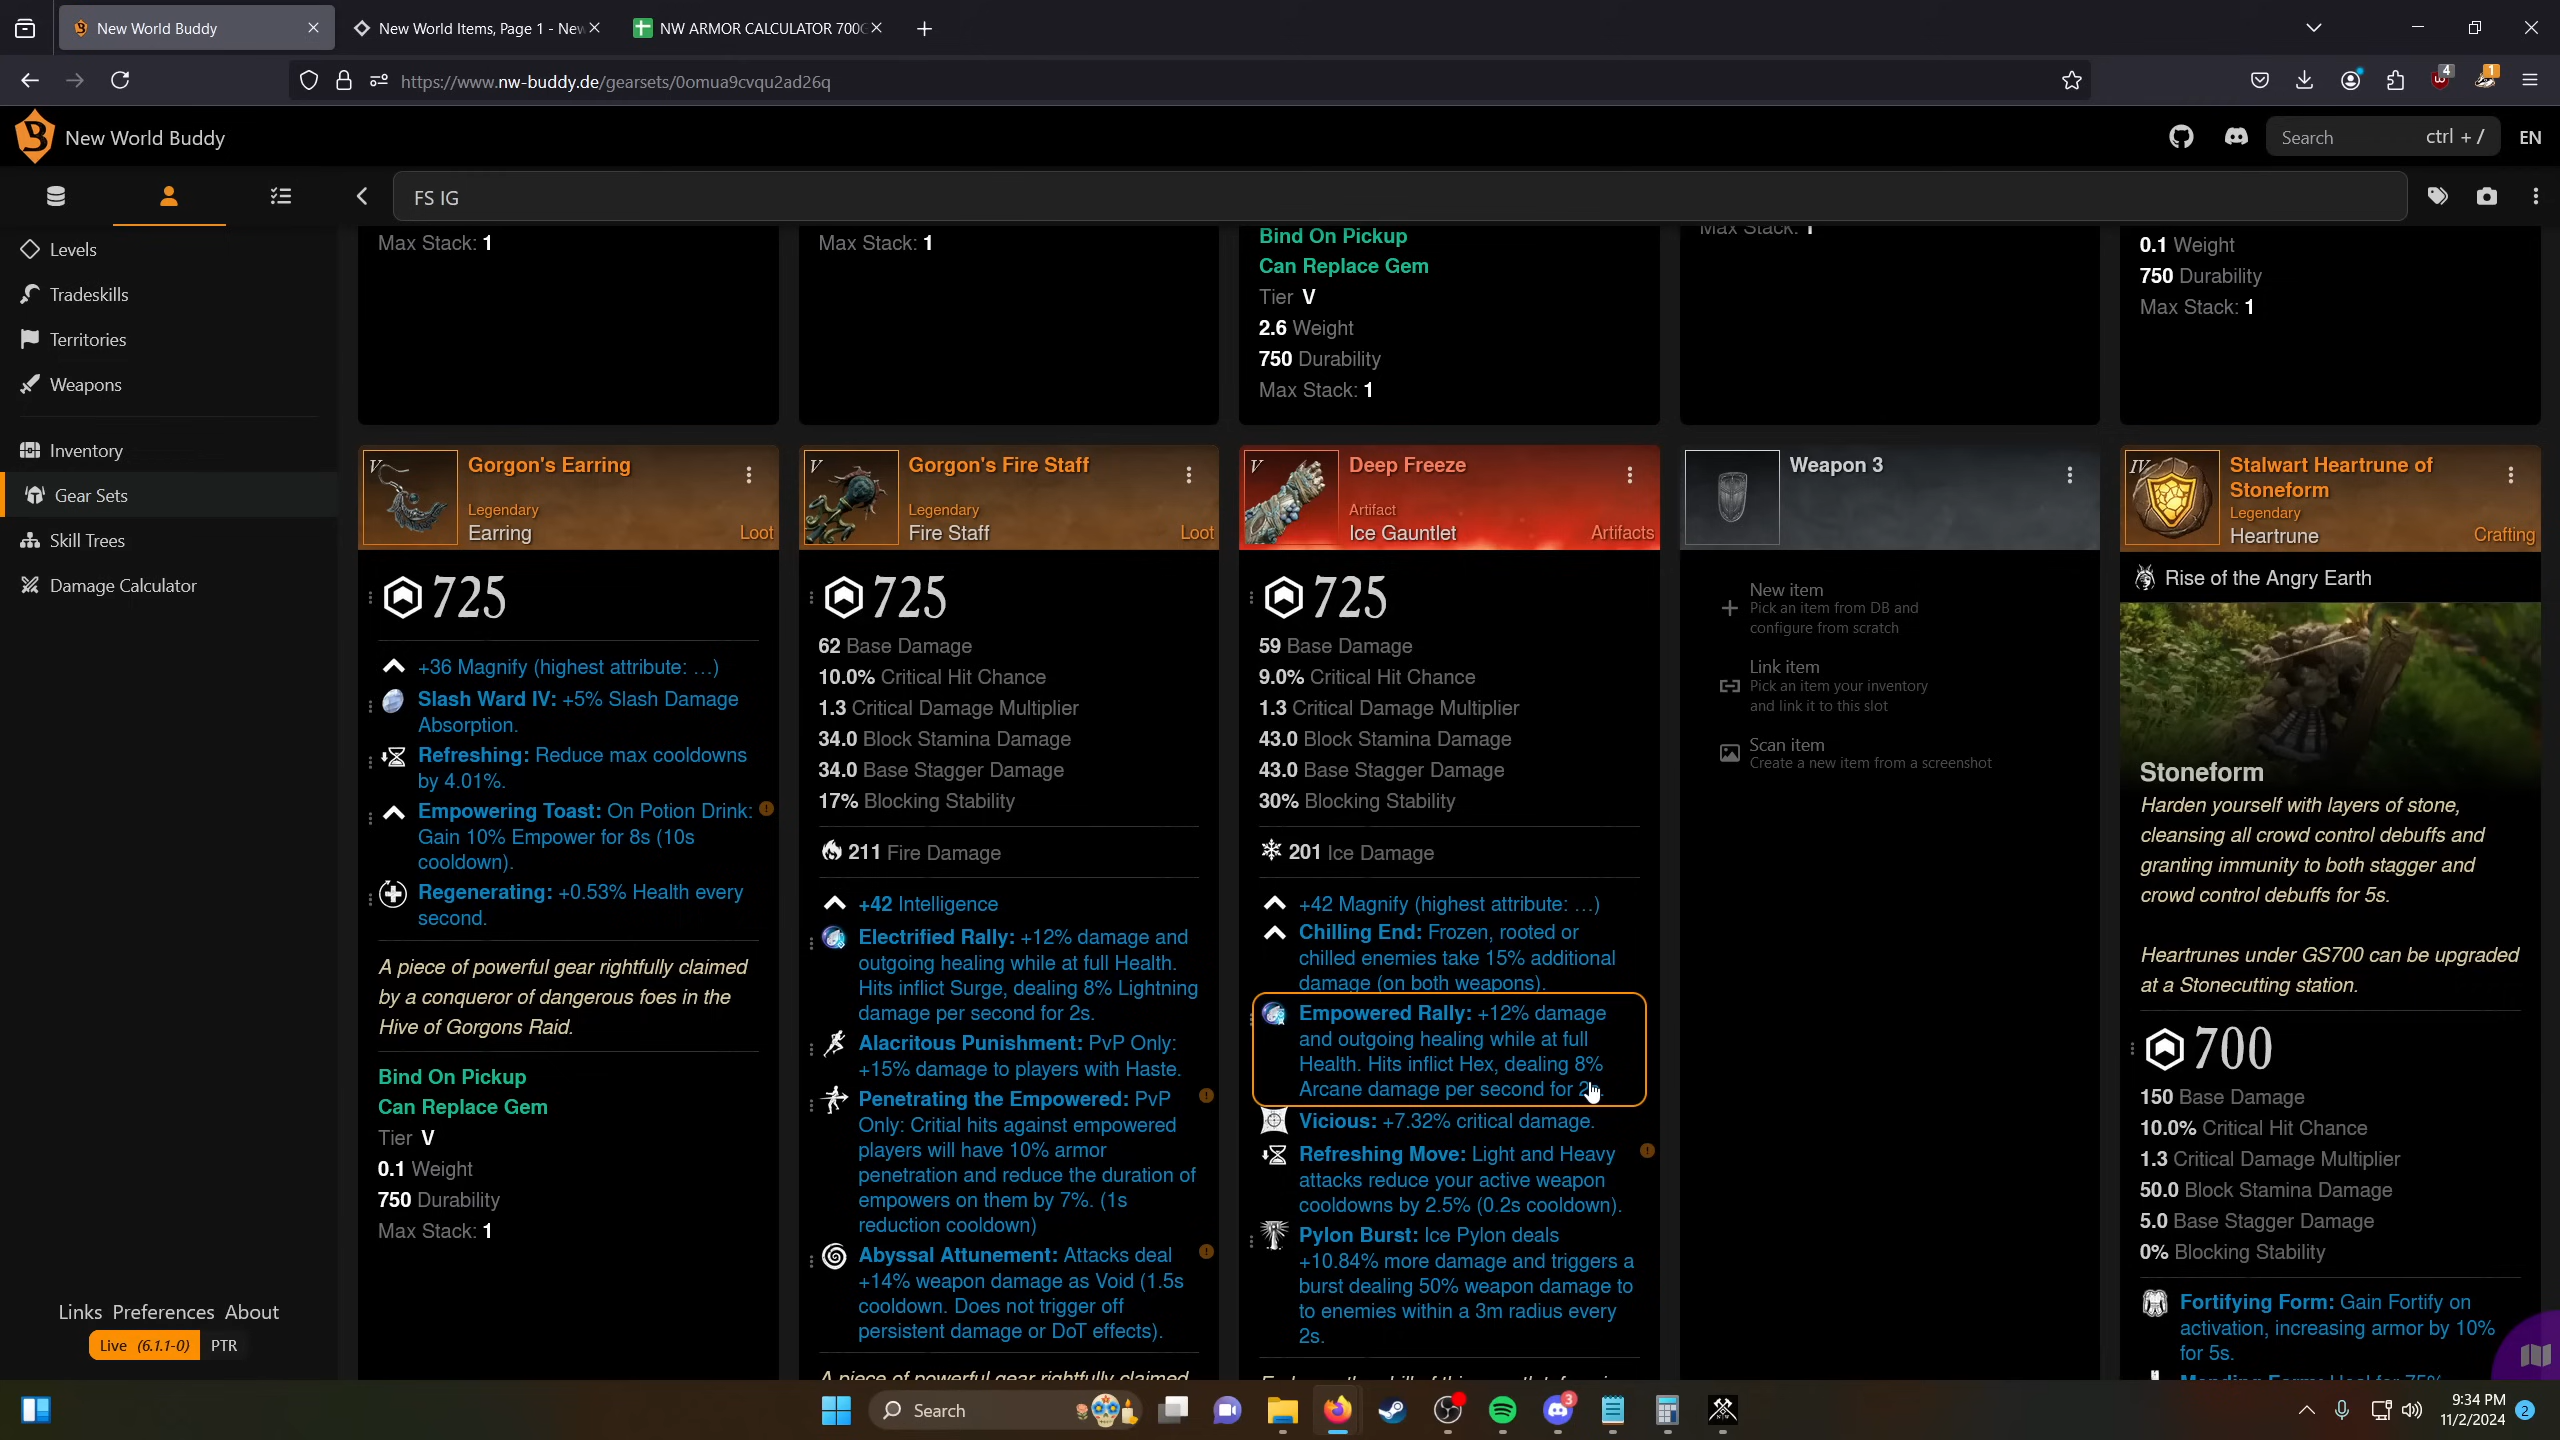 New World Buddy
New World Items, Page 1 - New
NW ARMOR CALCULATOR 700G
https://www.nw-buddy.de/gearsets/0omua9cvqu2ad26q
4
1
New World Buddy
Search ctrl + /
EN
FS IG
Levels
Tradeskills
Territories
Weapons
Inventory
Gear Sets
Skill Trees
Damage Calculator
Links Preferences About
Live (6.1.1-0) PTR
Max Stack: 1
Max Stack: 1
Bind On Pickup
Can Replace Gem
Tier V
2.6 Weight
750 Durability
Max Stack: 1
Max Stack: 1
0.1 Weight
750 Durability
Max Stack: 1
V
Gorgon's Earring
Legendary
Earring
Loot
725
+36 Magnify (highest attribute: …)
Slash Ward IV: +5% Slash Damage
Absorption.
Refreshing: Reduce max cooldowns
by 4.01%.
Empowering Toast: On Potion Drink:
Gain 10% Empower for 8s (10s
cooldown).
Regenerating: +0.53% Health every
second.
A piece of powerful gear rightfully claimed
by a conqueror of dangerous foes in the
Hive of Gorgons Raid.
Bind On Pickup
Can Replace Gem
Tier V
0.1 Weight
750 Durability
Max Stack: 1
V
Gorgon's Fire Staff
Legendary
Fire Staff
Loot
725
62 Base Damage
10.0% Critical Hit Chance
1.3 Critical Damage Multiplier
34.0 Block Stamina Damage
34.0 Base Stagger Damage
17% Blocking Stability
211 Fire Damage
+42 Intelligence
Electrified Rally: +12% damage and
outgoing healing while at full Health.
Hits inflict Surge, dealing 8% Lightning
damage per second for 2s.
Alacritous Punishment: PvP Only:
+15% damage to players with Haste.
Penetrating the Empowered: PvP
Only: Critial hits against empowered
players will have 10% armor
penetration and reduce the duration of
empowers on them by 7%. (1s
reduction cooldown)
Abyssal Attunement: Attacks deal
+14% weapon damage as Void (1.5s
cooldown. Does not trigger off
persistent damage or DoT effects).
A piece of powerful gear rightfully claimed
V
Deep Freeze
Artifact
Ice Gauntlet
Artifacts
725
59 Base Damage
9.0% Critical Hit Chance
1.3 Critical Damage Multiplier
43.0 Block Stamina Damage
43.0 Base Stagger Damage
30% Blocking Stability
201 Ice Damage
+42 Magnify (highest attribute: …)
Chilling End: Frozen, rooted or
chilled enemies take 15% additional
damage (on both weapons).
Empowered Rally: +12% damage
and outgoing healing while at full
Health. Hits inflict Hex, dealing 8%
Arcane damage per second for
Vicious: +7.32% critical damage.
Refreshing Move: Light and Heavy
attacks reduce your active weapon
cooldowns by 2.5% (0.2s cooldown).
Pylon Burst: Ice Pylon deals
+10.84% more damage and triggers a
burst dealing 50% weapon damage to
to enemies within a 3m radius every
2s.
Weapon 3
New item
Pick an item from DB and
configure from scratch
Link item
Pick an item your inventory
and link it to this slot
Scan item
Create a new item from a screenshot
IV
Stalwart Heartrune of
Stoneform
Legendary
Heartrune
Crafting
Rise of the Angry Earth
Stoneform
Harden yourself with layers of stone,
cleansing all crowd control debuffs and
granting immunity to both stagger and
crowd control debuffs for 5s.
Heartrunes under GS700 can be upgraded
at a Stonecutting station.
700
150 Base Damage
10.0% Critical Hit Chance
1.3 Critical Damage Multiplier
50.0 Block Stamina Damage
5.0 Base Stagger Damage
0% Blocking Stability
Fortifying Form: Gain Fortify on
activation, increasing armor by 10%
for 5s.
Search
3
9:34 PM
11/2/2024
2